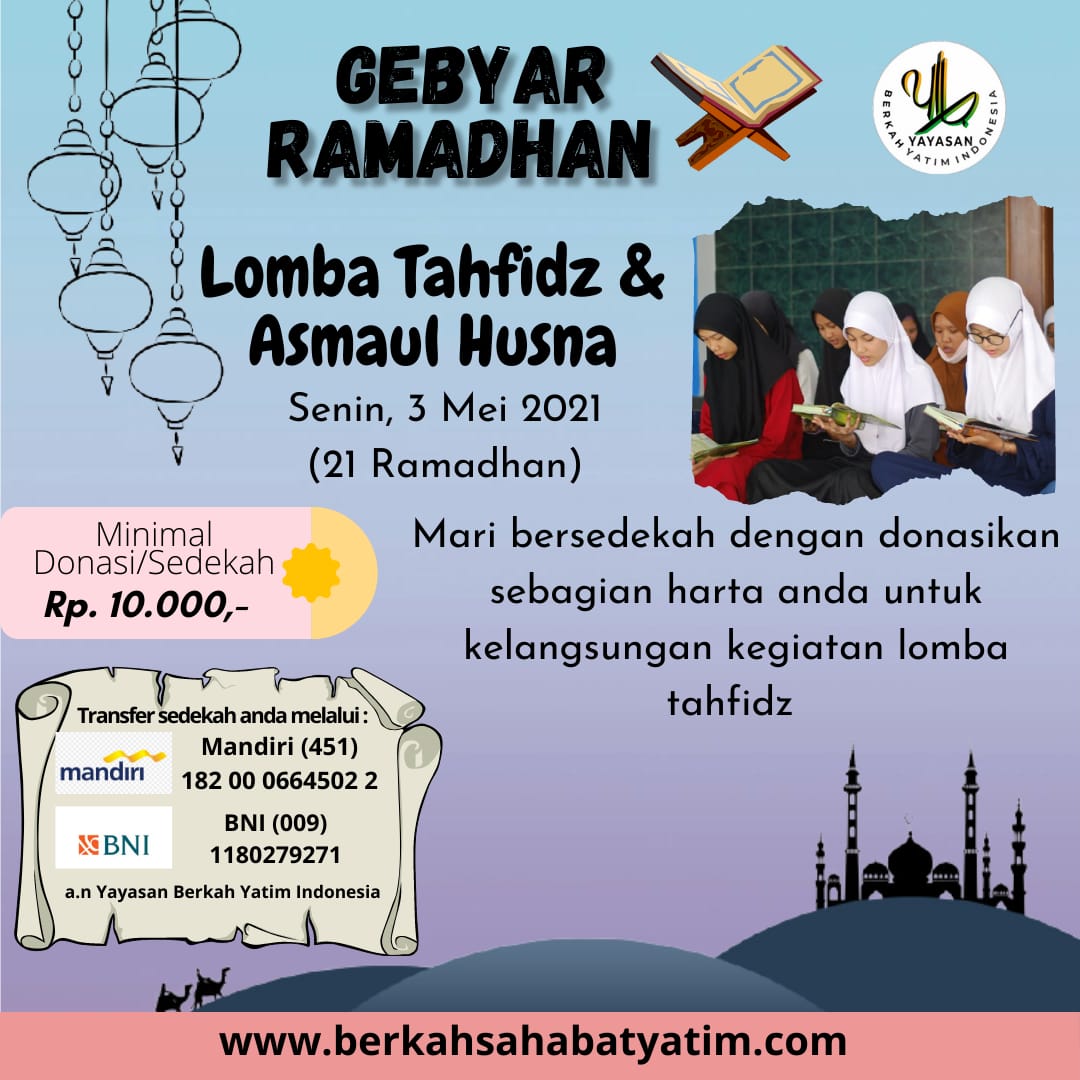 GEBYAR
RAMADHAN
YAYASAN
BERKAH YATIM INDONESIA
Lomba Tahfidz &
Asmaul Husna
Senin, 3 Mei 2021
(21 Ramadhan)
Minimal
Donasi/Sedekah
Rp. 10.000,-
Mari bersedekah dengan donasikan
sebagian harta anda untuk
kelangsungan kegiatan lomba
tahfidz
Transfer sedekah anda melalui :
mandiri
Mandiri (451)
182 00 0664502 2
BNI
BNI (009)
1180279271
a.n Yayasan Berkah Yatim Indonesia
www.berkahsahabatyatim.com